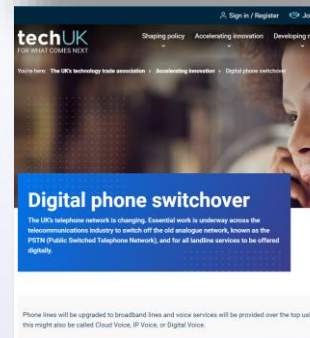 Sign in / Register
Jo
techUK
FOR WHAT COMES NEXT
Shaping policy
Accelerating innovation
Developing m
You're here: The UK's technology trade association › Accelerating innovation › Digital phone switchover
Digital phone switchover
The UK's telephone network is changing. Essential work is underway across the
telecommunications industry to switch off the old analogue network, known as the
PSTN (Public Switched Telephone Network), and for all landline services to be offered
digitally.
Phone lines will be upgraded to broadband lines and voice services will be provided over the top usi
this might also be called Cloud Voice, IP Voice, or Digital Voice.